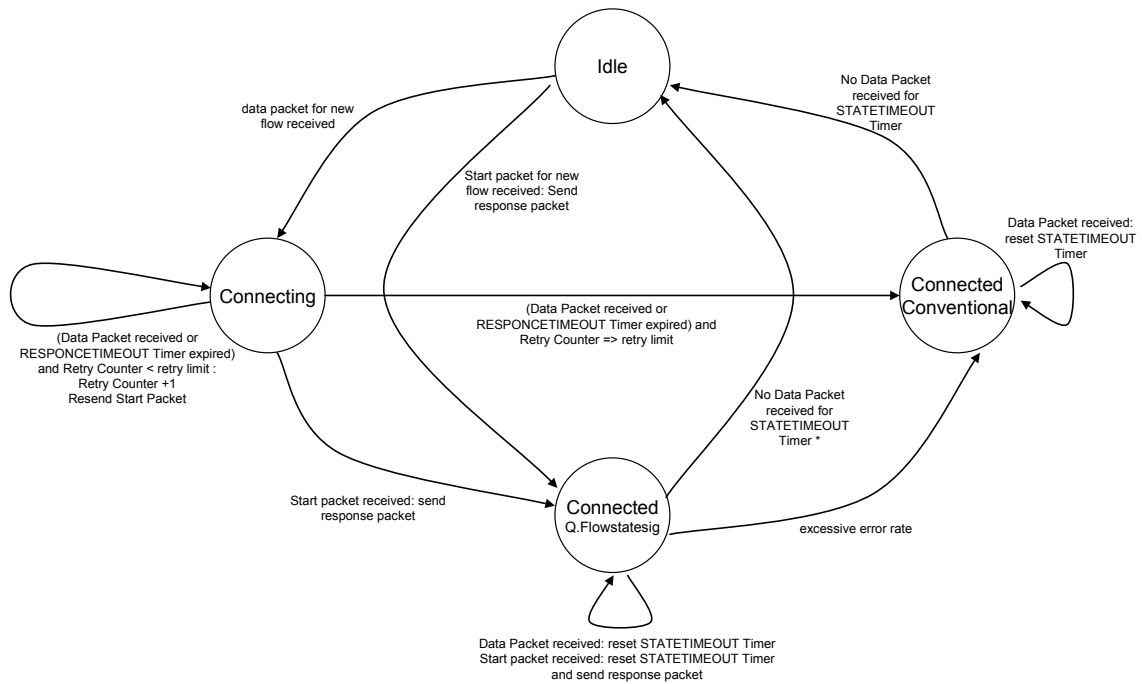 Idle
No Data Packet
received for
STATETIMEOUT
Timer
data packet for new
flow received
Start packet for new
flow received: Send
response packet
Data Packet received:
reset STATETIMEOUT
Timer
Connecting
Connected
Conventional
(Data Packet received or
RESPONCETIMEOUT Timer expired) and
Retry Counter => retry limit
(Data Packet received or
RESPONCETIMEOUT Timer expired)
and Retry Counter < retry limit :
Retry Counter +1
Resend Start Packet
No Data Packet
received for
STATETIMEOUT
Timer *
Start packet received: send
response packet
Connected
Q.Flowstatesig
excessive error rate
Data Packet received: reset STATETIMEOUT Timer
Start packet received: reset STATETIMEOUT Timer
and send response packet